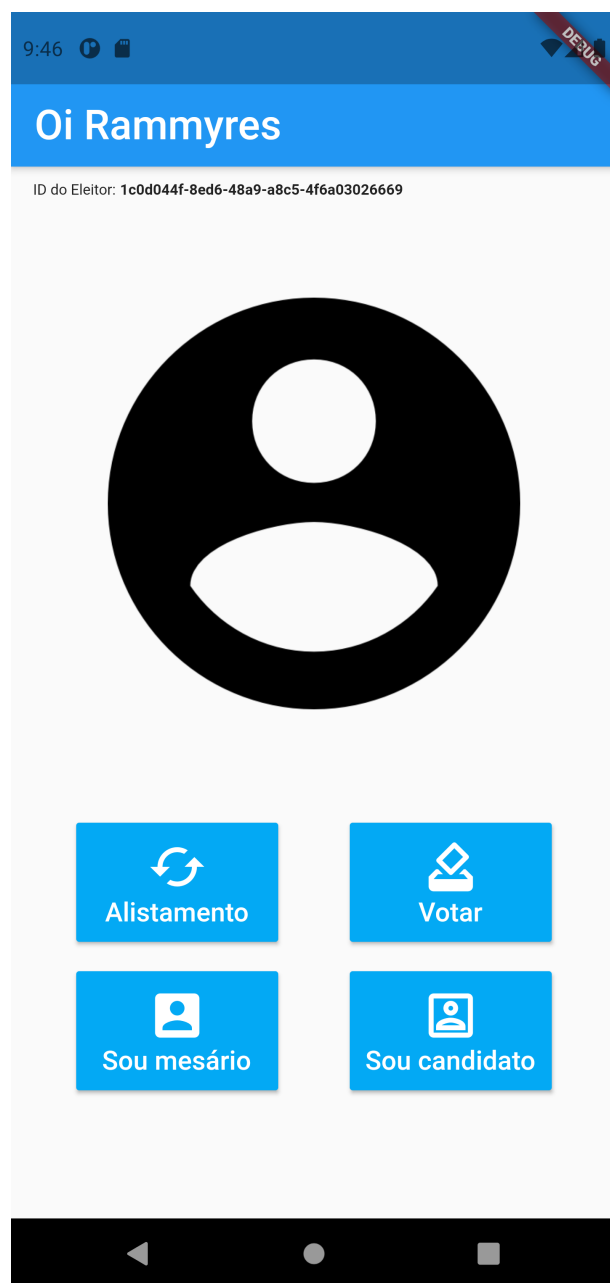 9:46
DEBUG
Oi Rammyres
ID do Eleitor: 1c0d044f-8ed6-48a9-a8c5-4f6a03026669
Alistamento
Votar
Sou mesário
Sou candidato